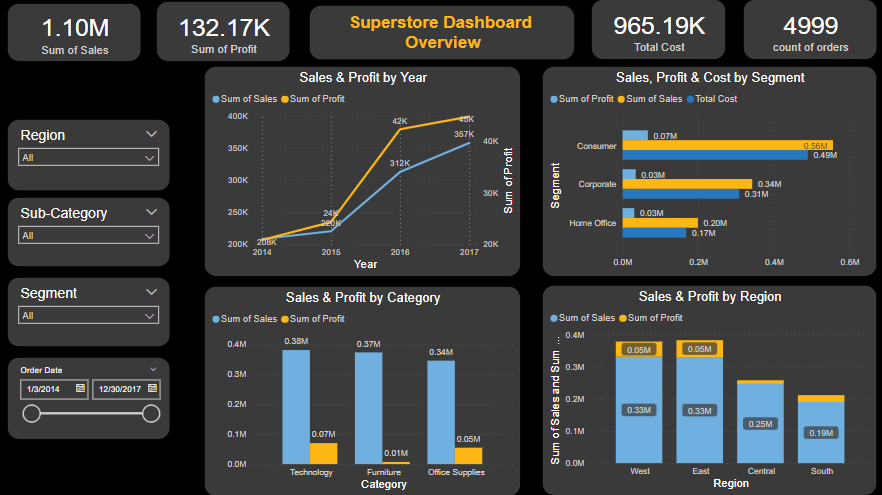 1.10M
Sum of Sales
132.17K
Sum of Profit
Superstore Dashboard
Overview
965.19K
Total Cost
4999
count of orders
Region
All
Sub-Category
All
Segment
All
Order Date
1/3/2014
12/30/2017
Sales & Profit by Year
Sum of Sales
Sum of Profit
400K
350K
300K
250K
200K
40K
30K
20K
Sum of Profit
208K
24K
220K
42K
312K
45K
357K
2014
2015
2016
2017
Year
Sales, Profit & Cost by Segment
Sum of Profit
Sum of Sales
Total Cost
Segment
Consumer
0.07M
0.56M
0.49M
Corporate
0.03M
0.34M
0.31M
Home Office
0.03M
0.20M
0.17M
0.0M
0.2M
0.4M
0.6M
Sales & Profit by Category
Sum of Sales
Sum of Profit
0.4M
0.3M
0.2M
0.1M
0.0M
0.38M
0.07M
0.37M
0.01M
0.34M
0.05M
Technology
Furniture
Office Supplies
Category
Sales & Profit by Region
Sum of Sales
Sum of Profit
Sum of Sales and Sum ...
0.4M
0.3M
0.2M
0.1M
0.0M
0.05M
0.33M
0.05M
0.33M
0.25M
0.19M
West
East
Central
South
Region